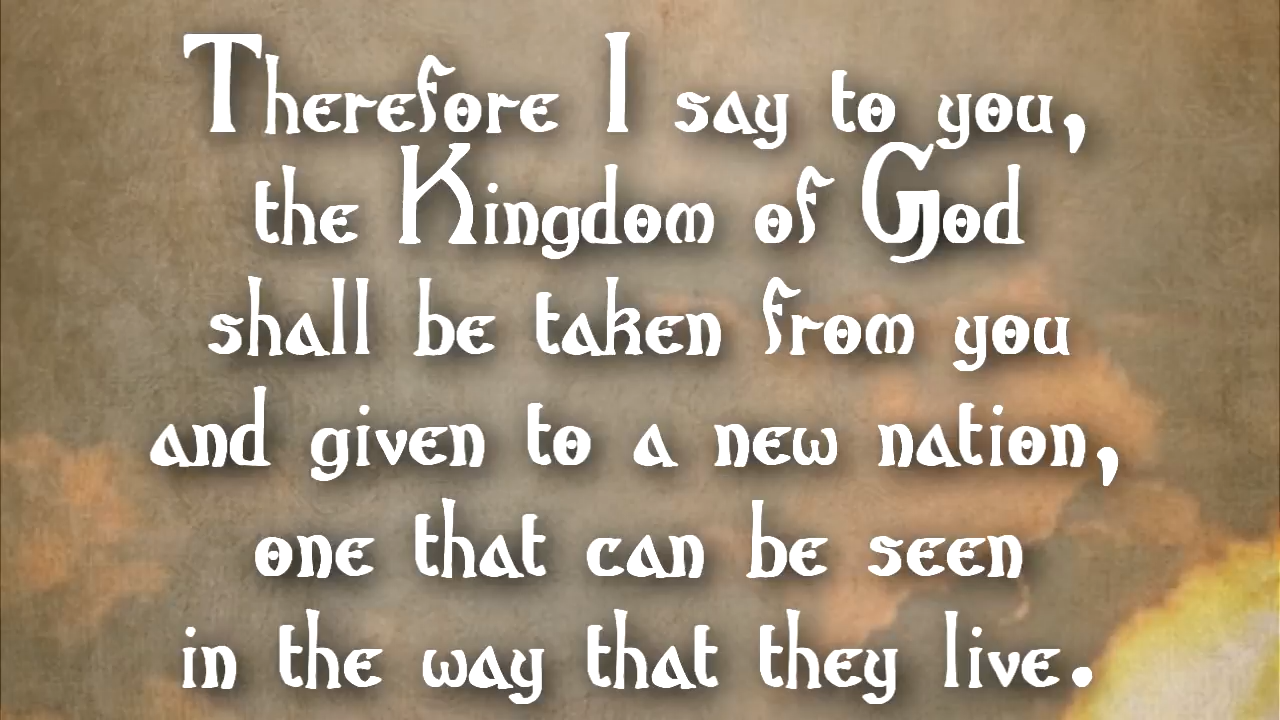 Therefore I say to you,
the Kingdom of God
shall be taken from you
and given to a new nation,
one that can be seen
in the way that they live.